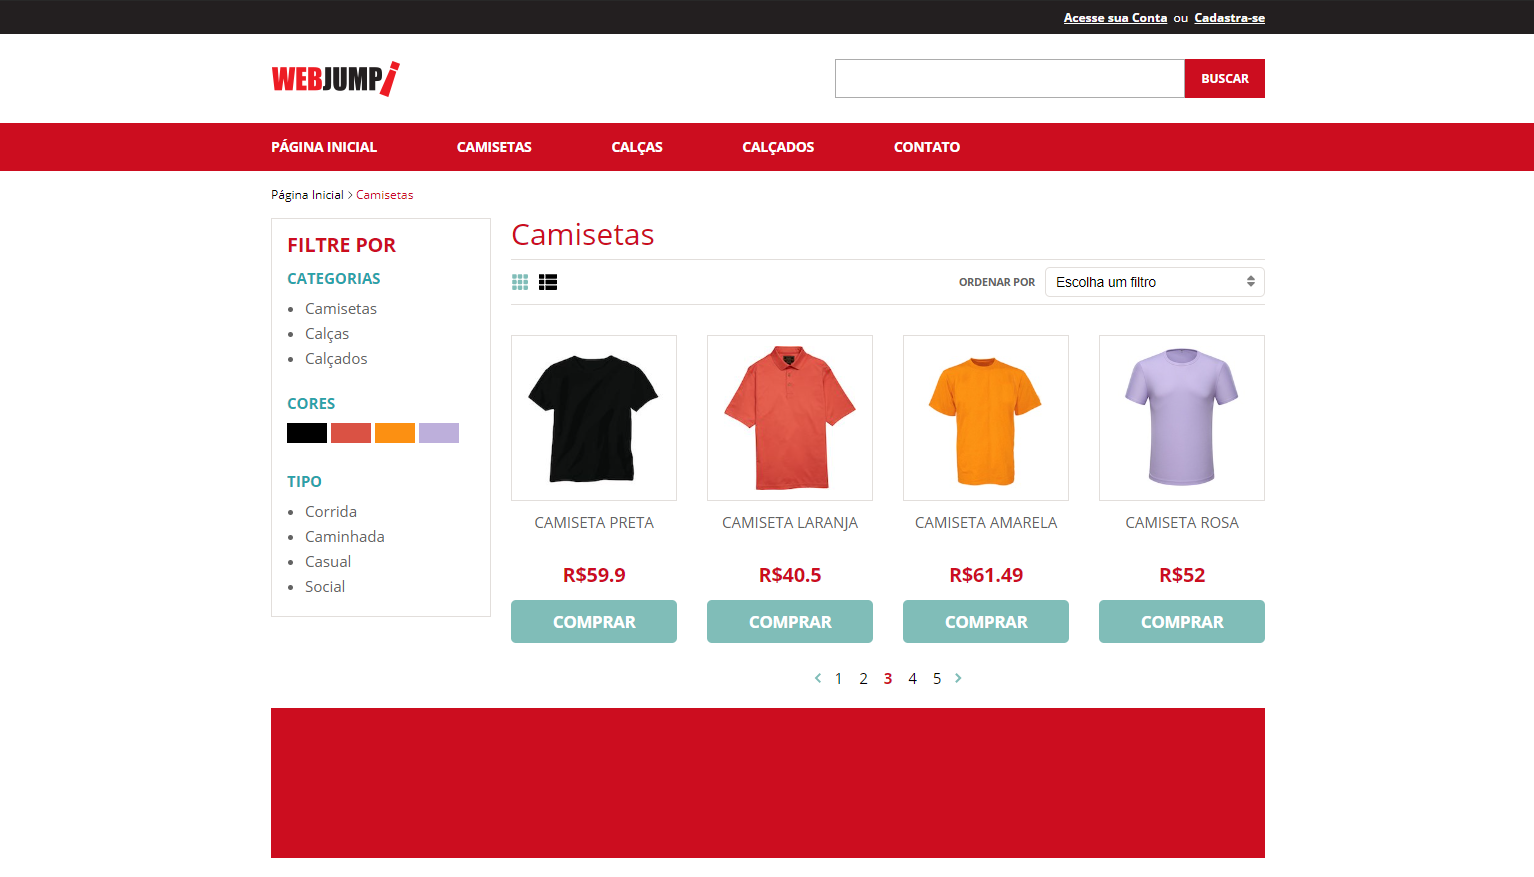 Acesse sua Conta ou Cadastra-se
WEBJUMP!
BUSCAR
PÁGINA INICIAL CAMISETAS CALÇAS CALÇADOS CONTATO
Página Inicial > Camisetas
FILTRE POR
CATEGORIAS
• Camisetas
• Calças
• Calçados
CORES
TIPO
• Corrida
• Caminhada
• Casual
• Social
Camisetas
ORDENAR POR Escolha um filtro
CAMISETA PRETA CAMISETA LARANJA CAMISETA AMARELA CAMISETA ROSA
R$59.9 R$40.5 R$61.49 R$52
COMPRAR COMPRAR COMPRAR COMPRAR
< 1 2 3 4 5 >